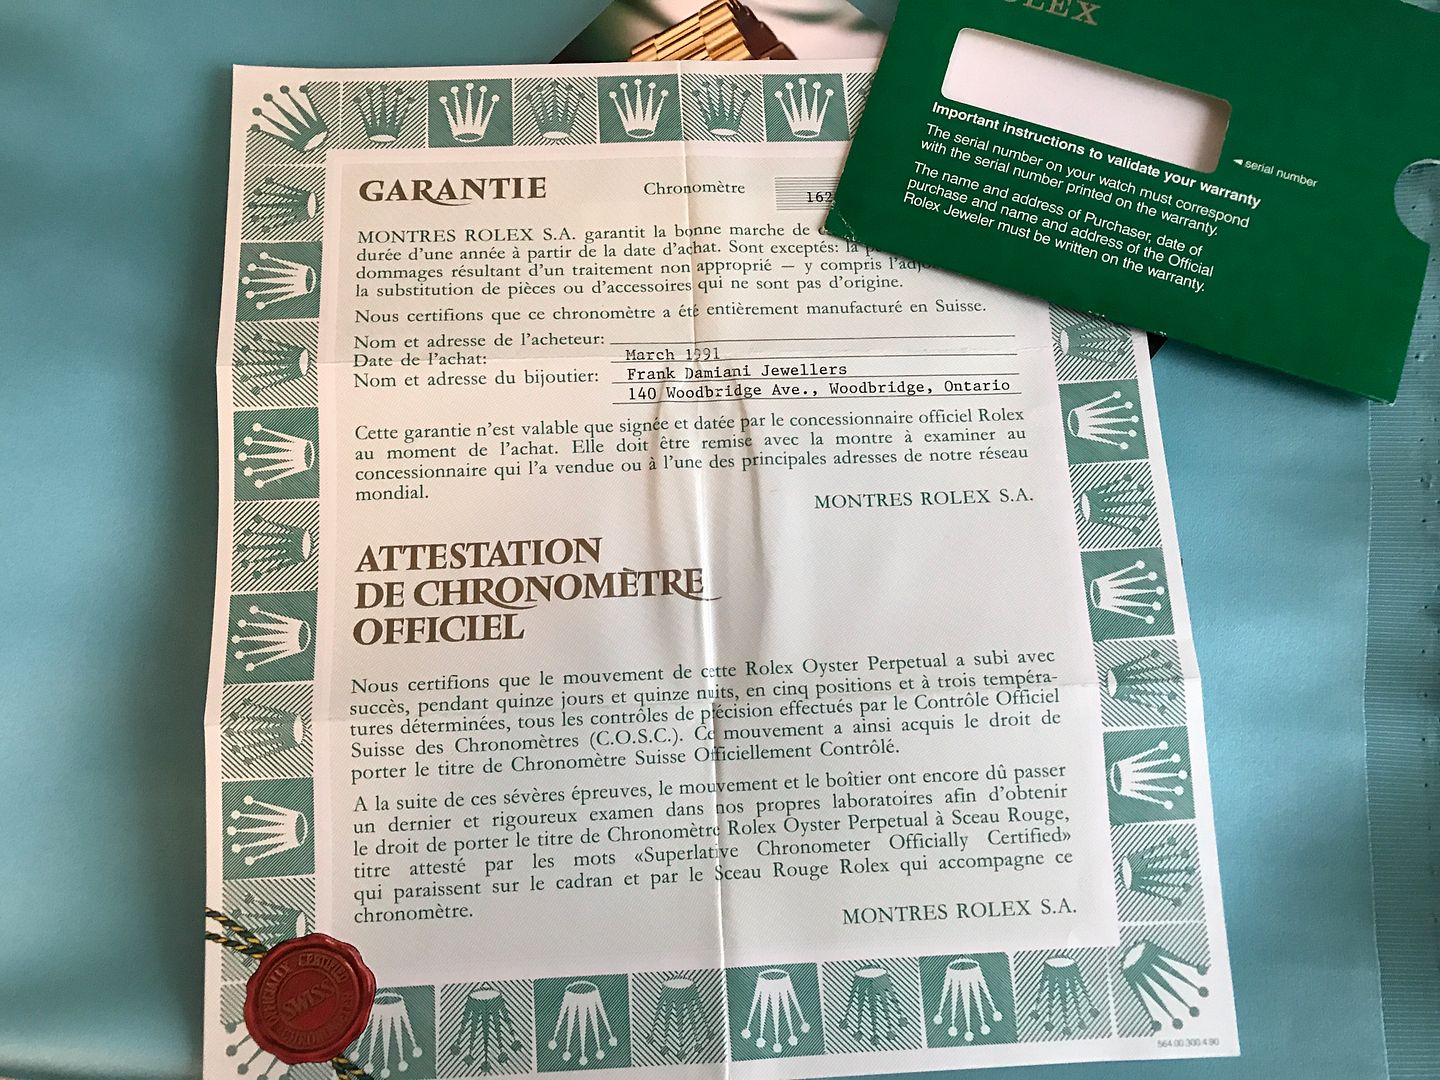 ROLEX
Important instructions to validate your warranty
The serial number on your watch must correspond
with the serial number printed on the warranty.
The name and address of Purchaser, date of
purchase and name and address of the Official
Rolex Jeweler must be written on the warranty.
serial number
GARANTIE
Chronomètre
162
MONTRES ROLEX S.A. garantit la bonne marche de
durée d'une année à partir de la date d'achat. Sont exceptés: la
dommages résultant d'un traitement non approprié — y compris
la substitution de pièces ou d'accessoires qui ne sont pas d'origine.
Nous certifions que ce chronomètre a été entièrement manufacturé en Suisse.
Nom et adresse de l'acheteur:
Date de l'achat: March 1991
Nom et adresse du bijoutier: Frank Damiani Jewellers
140 Woodbridge Ave., Woodbridge, Ontario
Cette garantie n'est valable que signée et datée par le concessionnaire officiel Rolex
au moment de l'achat. Elle doit être remise avec la montre à examiner au
concessionnaire qui l'a vendue ou à l'une des principales adresses de notre réseau
mondial.
MONTRES ROLEX S.A.
ATTESTATION
DE CHRONOMÈTRE
OFFICIEL
Nous certifions que le mouvement de cette Rolex Oyster Perpetual a subi avec
succès, pendant quinze jours et quinze nuits, en cinq positions et à trois tempéra-
tures déterminées, tous les contrôles de précision effectués par le Contrôle Officiel
Suisse des Chronomètres (C.O.S.C.). Ce mouvement a ainsi acquis le droit de
porter le titre de Chronomètre Suisse Officiellement Contrôlé.
A la suite de ces sévères épreuves, le mouvement et le boîtier ont encore dû passer
un dernier et rigoureux examen dans nos propres laboratoires afin d'obtenir
le droit de porter le titre de Chronomètre Rolex Oyster Perpetual à Sceau Rouge,
titre attesté par les mots «Superlative Chronometer Officially Certified»
qui paraissent sur le cadran et par le Sceau Rouge Rolex qui accompagne ce
chronomètre.
MONTRES ROLEX S.A.
SWISS
564.00.300.4.90